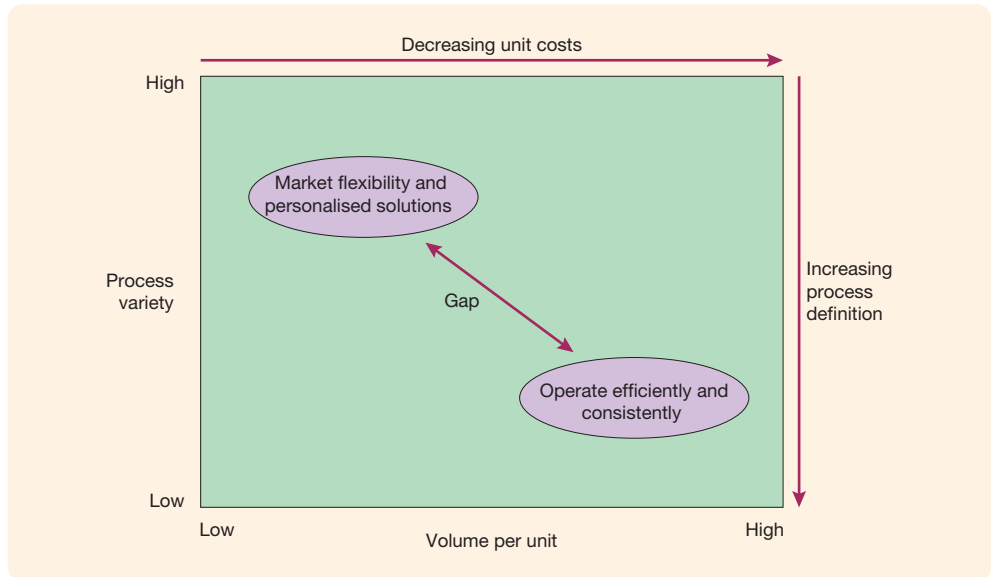 Decreasing unit costs
High
Market flexibility and
personalised solutions
Process
variety
Gap
Increasing
process
definition
Operate efficiently and
consistently
Low
Low
Volume per unit
High